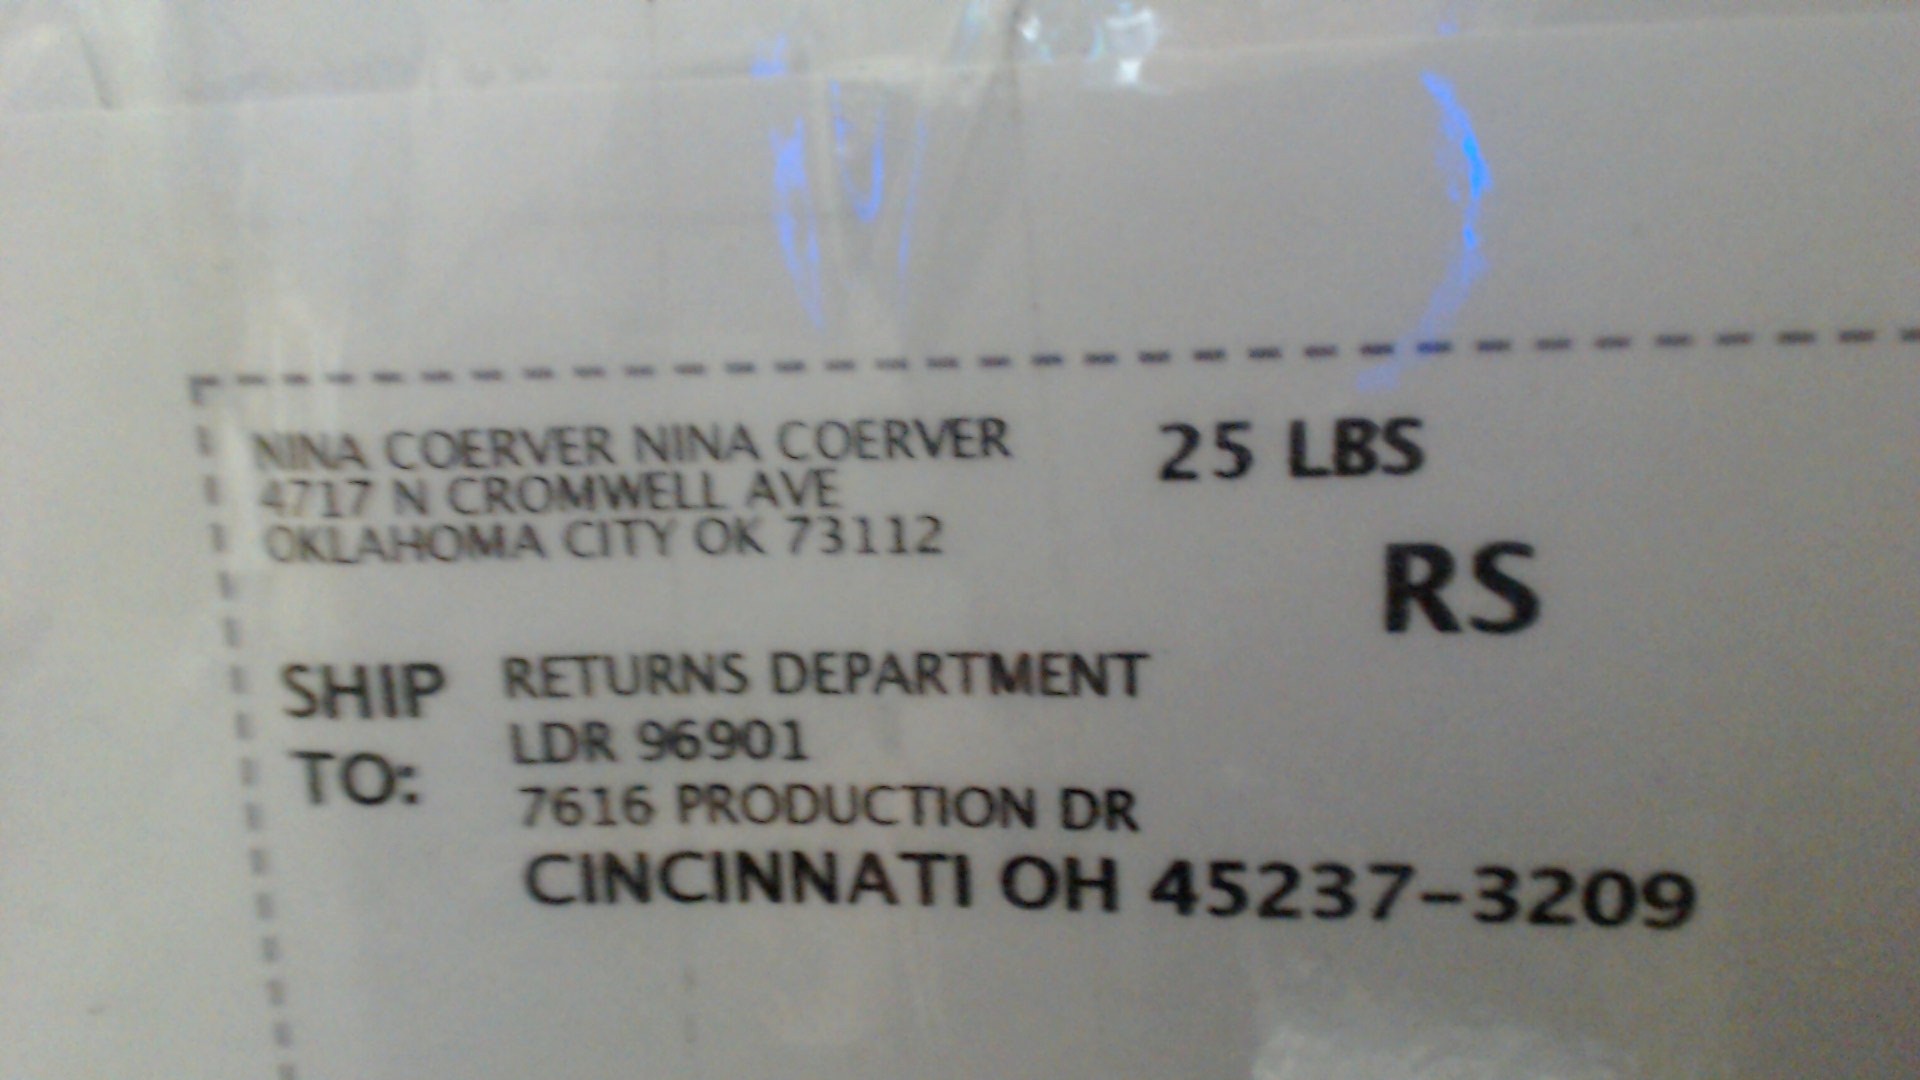 NINA COERVER NINA COERVER
4717 N CROMWELL AVE
OKLAHOMA CITY OK 73112
25 LBS
RS
SHIP TO:
RETURNS DEPARTMENT
LDR 96901
7616 PRODUCTION DR
CINCINNATI OH 45237-3209